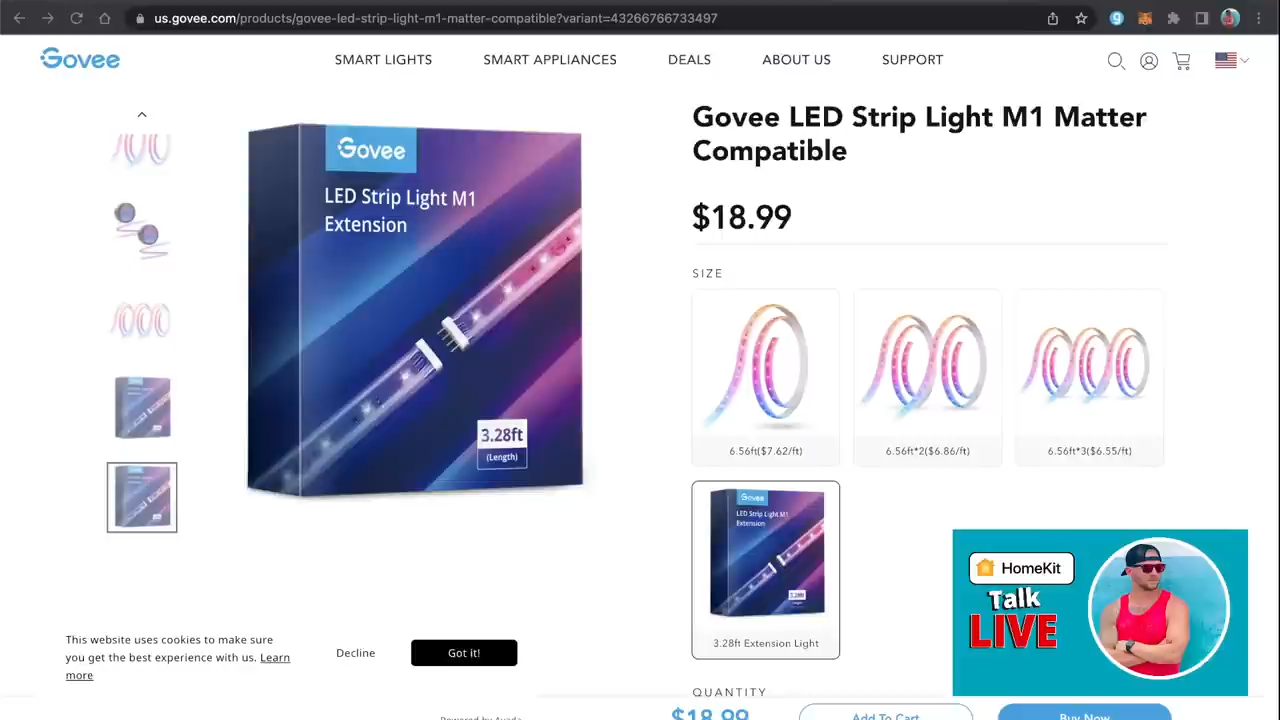 us.govee.com/products/govee-led-strip-light-m1-matter-compatible?variant=43266766733497
Govee
SMART LIGHTS
SMART APPLIANCES
DEALS
ABOUT US
SUPPORT
Govee
LED Strip Light M1
Extension
3.28ft
(Length)
Govee LED Strip Light M1 Matter
Compatible
$18.99
SIZE
6.56ft($7.62/ft)
6.56ft*2($6.86/ft)
6.56ft*3($6.55/ft)
Govee
LED Strip Light M1
Extension
3.28ft
3.28ft Extension Light
HomeKit
Talk
LIVE
This website uses cookies to make sure
you get the best experience with us. Learn
more
Decline
Got it!
QUANTITY
Powered by Avada
$18.99
Add To Cart
Buy Now